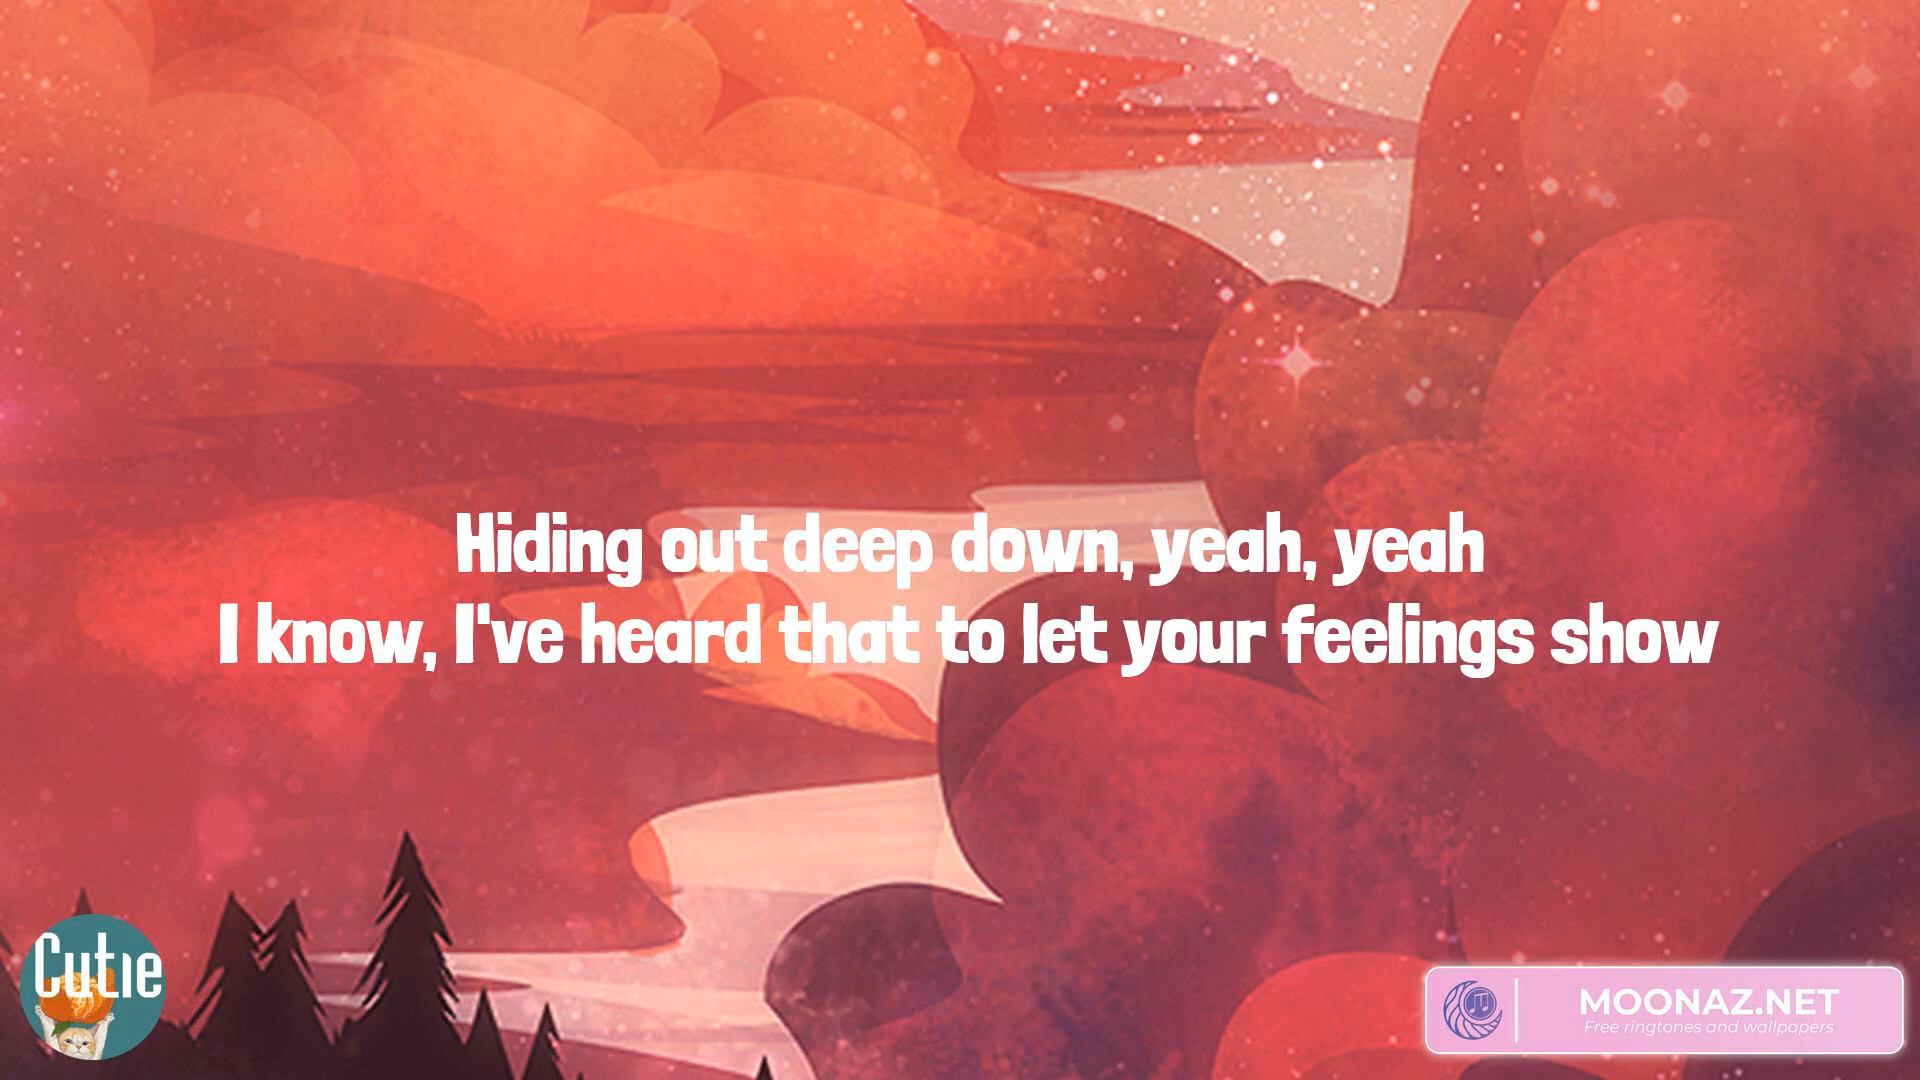 Hiding out deep down, yeah, yeah
I know, I've heard that to let your feelings show
Cutie
MOONAZ.NET
Free ringtones and wallpapers